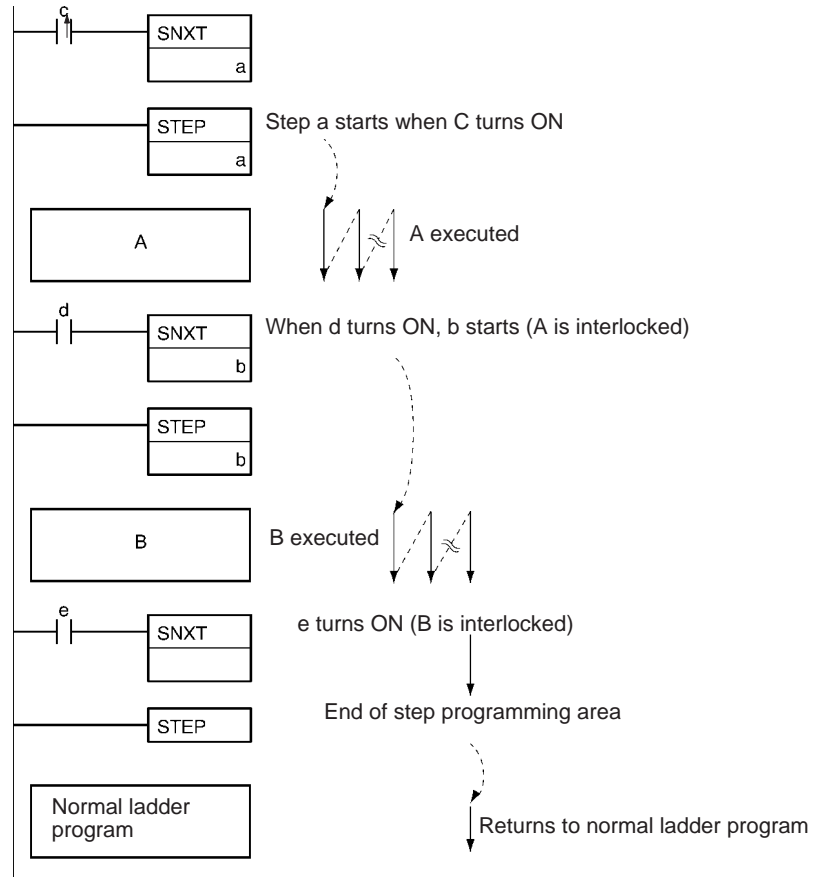 c
SNXT
a
STEP
a
Step a starts when C turns ON
A
A executed
d
SNXT
b
When d turns ON, b starts (A is interlocked)
STEP
b
B
B executed
e
SNXT
e turns ON (B is interlocked)
End of step programming area
STEP
Normal ladder
program
Returns to normal ladder program